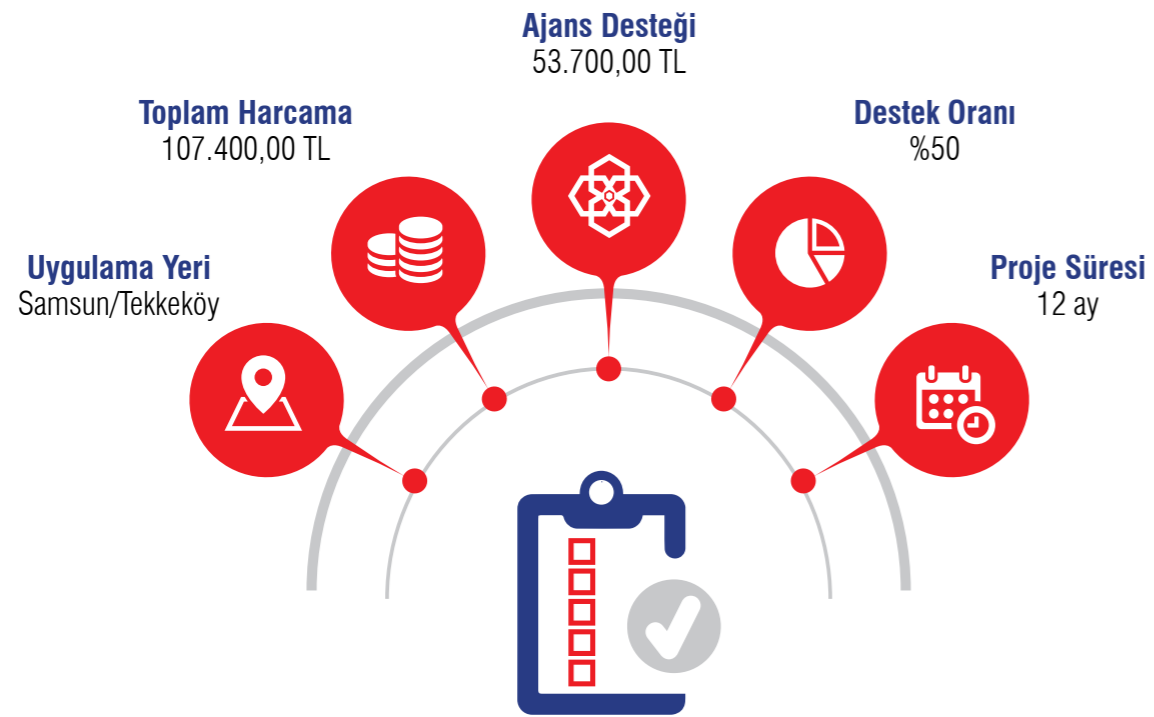 Ajans Desteği
53.700,00 TL
Toplam Harcama
107.400,00 TL
Destek Oranı
%50
Uygulama Yeri
Samsun/Tekkeköy
Proje Süresi
12 ay